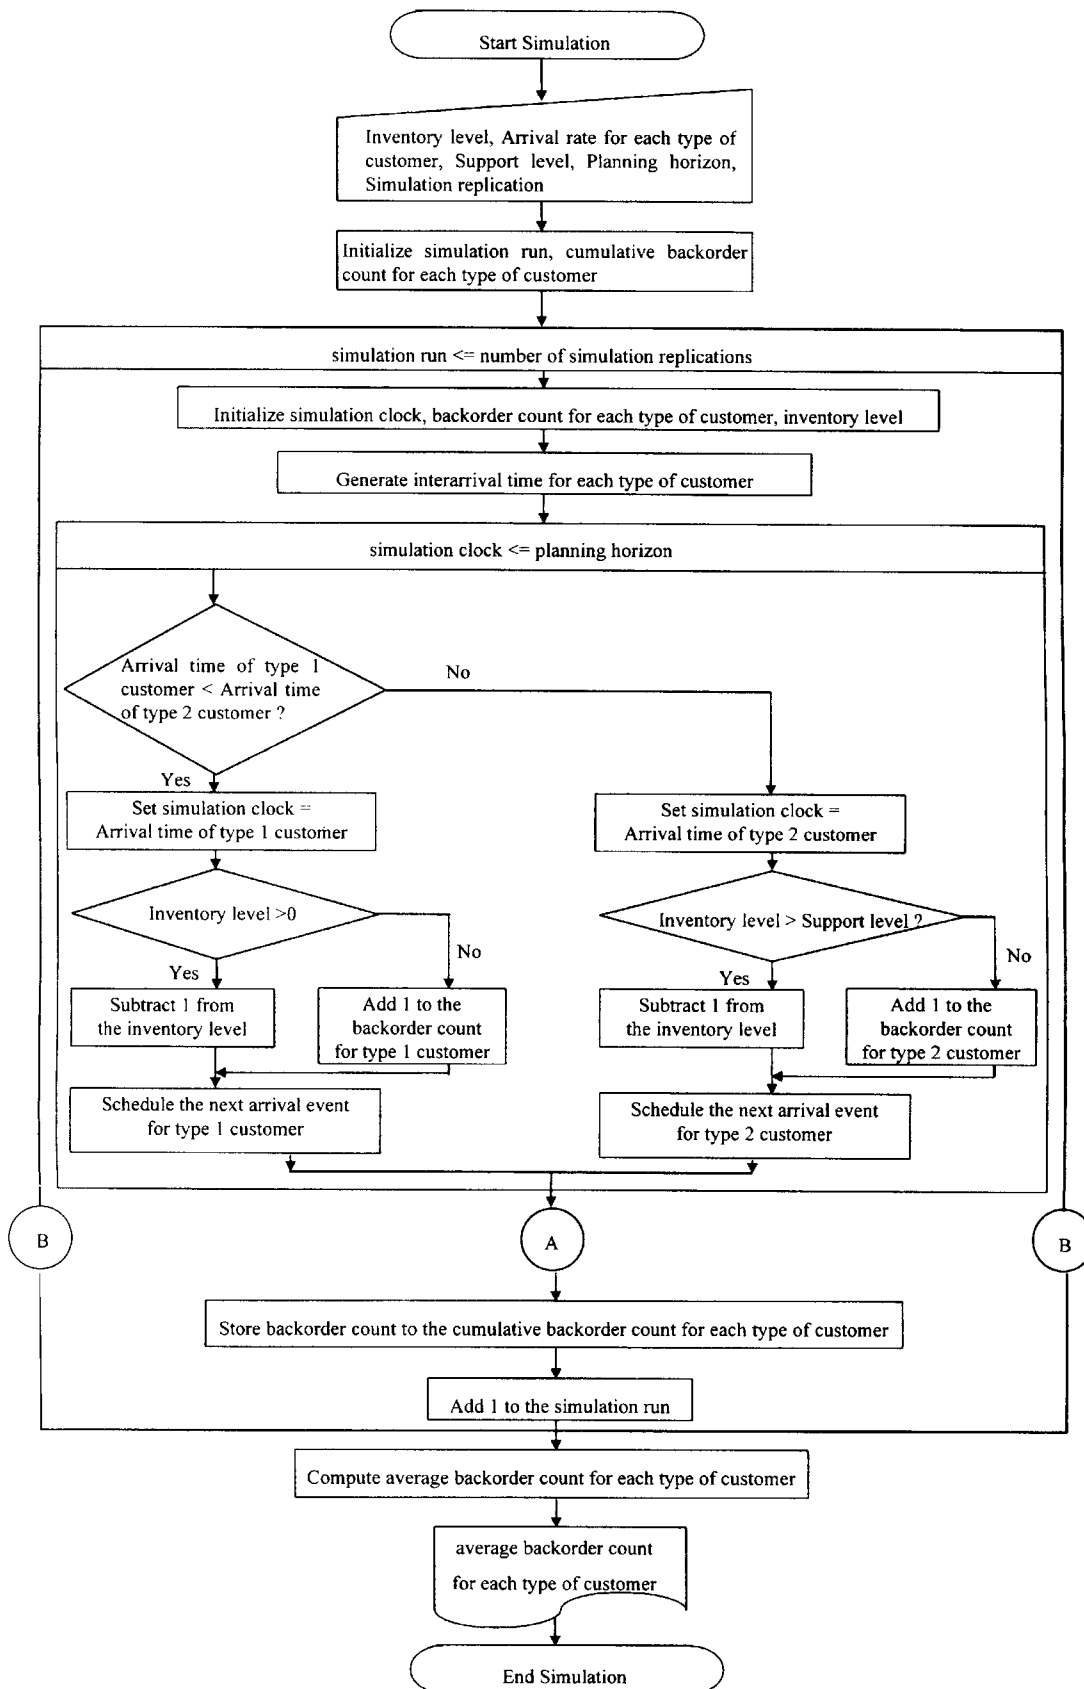 Start Simulation
Inventory level, Arrival rate for each type of
customer, Support level, Planning horizon,
Simulation replication
Initialize simulation run, cumulative backorder
count for each type of customer
simulation run <= number of simulation replications
Initialize simulation clock, backorder count for each type of customer, inventory level
Generate interarrival time for each type of customer
simulation clock <= planning horizon
Arrival time of type 1
customer < Arrival time
of type 2 customer ?
No
Yes
Set simulation clock =
Arrival time of type 1 customer
Set simulation clock =
Arrival time of type 2 customer
Inventory level >0
Inventory level > Support level ?
No
Yes
No
Yes
Subtract 1 from
the inventory level
Add 1 to the
backorder count
for type 1 customer
Subtract 1 from
the inventory level
Add 1 to the
backorder count
for type 2 customer
Schedule the next arrival event
for type 1 customer
Schedule the next arrival event
for type 2 customer
B
A
B
Store backorder count to the cumulative backorder count for each type of customer
Add 1 to the simulation run
Compute average backorder count for each type of customer
average backorder count
for each type of customer
End Simulation